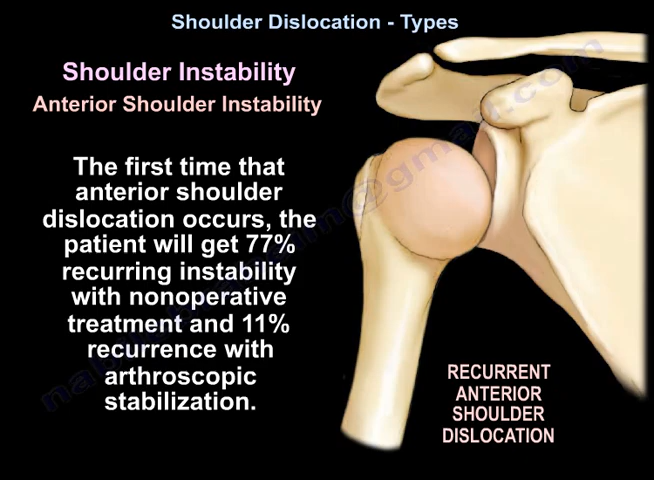 Shoulder Dislocation - Types
Shoulder Instability
Anterior Shoulder Instability
The first time that
anterior shoulder
dislocation occurs, the
patient will get 77%
recurring instability
with nonoperative
treatment and 11%
recurrence with
arthroscopic
stabilization.
RECURRENT
ANTERIOR
SHOULDER
DISLOCATION